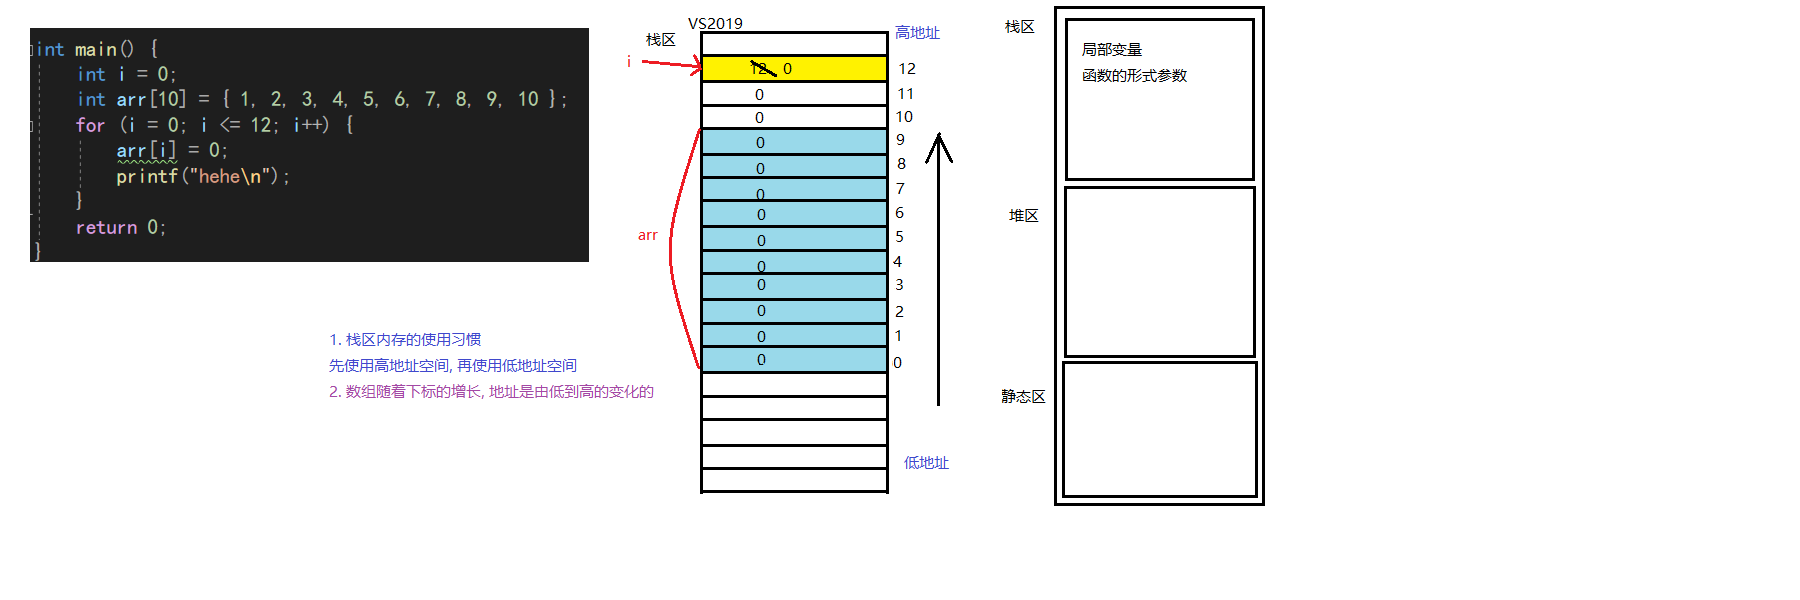 int main() {
int i = 0;
int arr[10] = { 1, 2, 3, 4, 5, 6, 7, 8, 9, 10 };
for (i = 0; i <= 12; i++) {
arr[i] = 0;
printf("hehe\n");
}
return 0;
}
1. 栈区内存的使用习惯
先使用高地址空间, 再使用低地址空间
2. 数组随着下标的增长, 地址是由低到高的变化的
VS2019
栈区
高地址
i
12 0
12
0
11
0
10
0
9
0
8
0
7
0
6
0
5
0
4
0
3
0
2
0
1
0
0
arr
低地址
栈区
局部变量
函数的形式参数
堆区
静态区